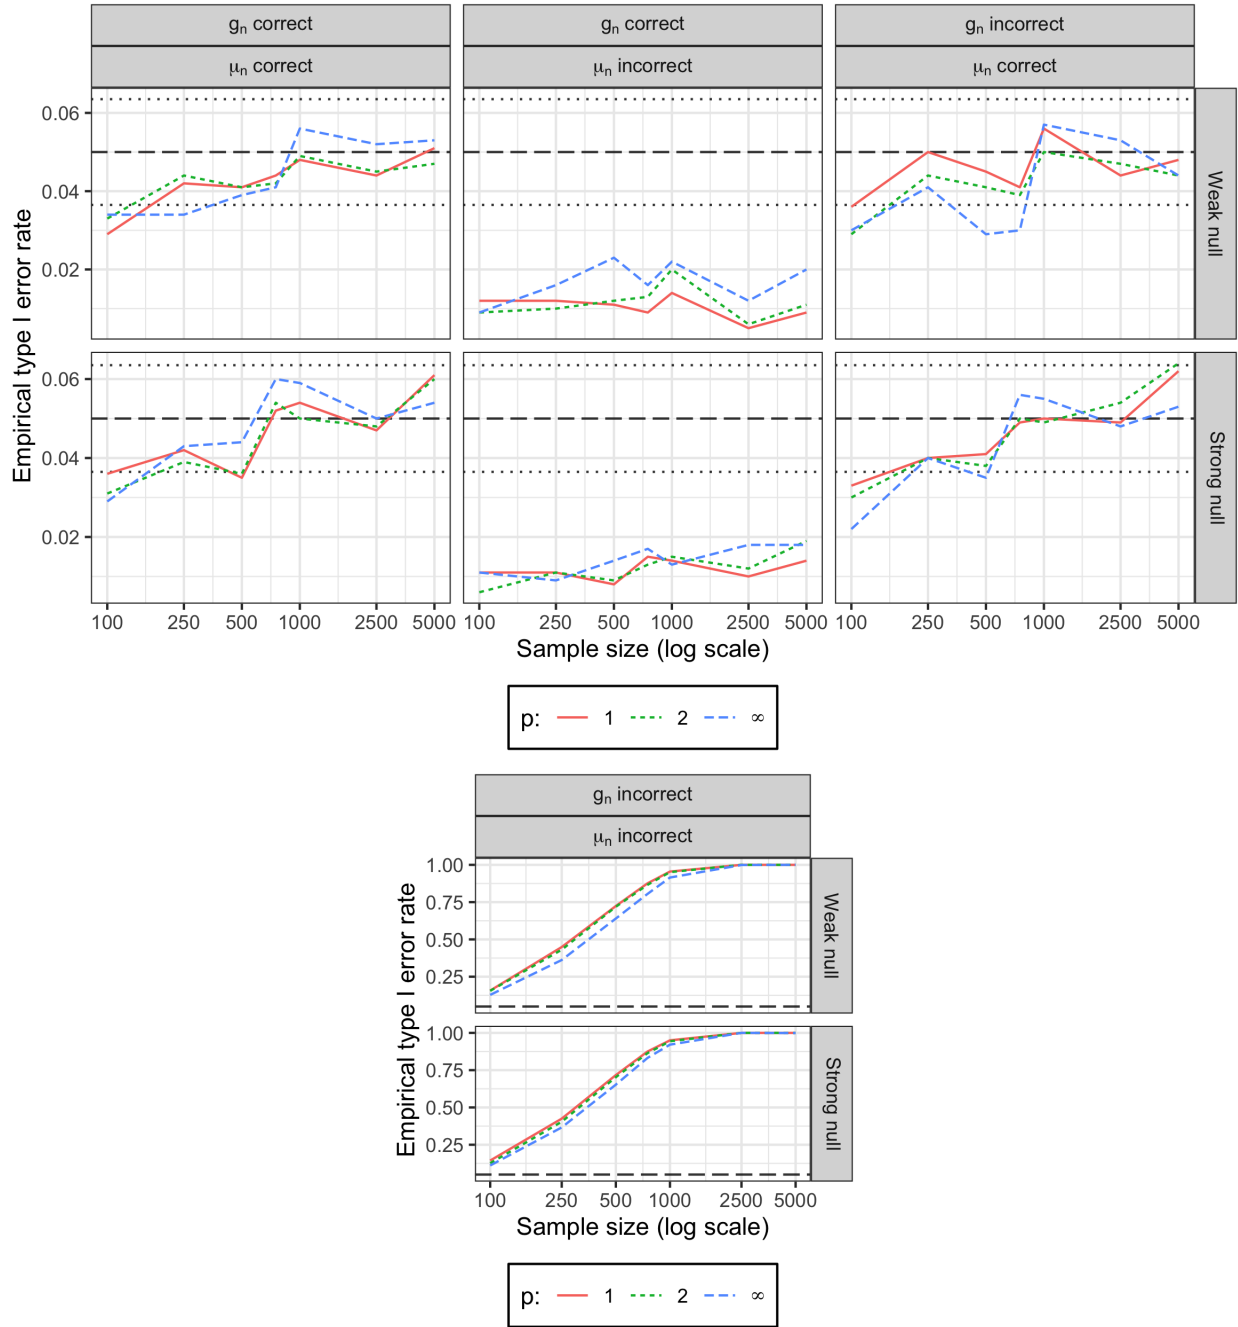 gn correct gn correct gn incorrect
μn correct μn incorrect μn correct
Empirical type I error rate
0.06
0.04
0.02
Weak null
0.06
0.04
0.02
Strong null
100 250 500 1000 2500 5000 100 250 500 1000 2500 5000 100 250 500 1000 2500 5000
Sample size (log scale)
p: 1 2 ∞
gn incorrect
μn incorrect
Empirical type I error rate
1.00
0.75
0.50
0.25
Weak null
1.00
0.75
0.50
0.25
Strong null
100 250 500 1000 2500 5000
Sample size (log scale)
p: 1 2 ∞